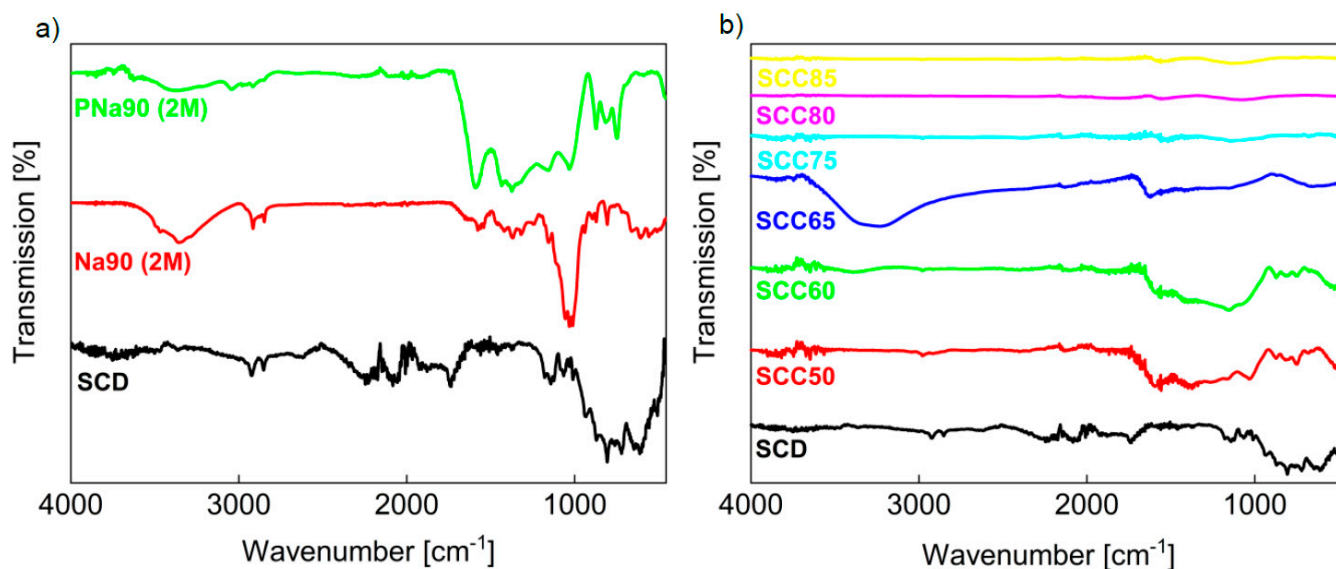 a)
PNa90 (2M)
Na90 (2M)
SCD
Transmission [%]
4000 3000 2000 1000
Wavenumber [cm⁻¹]
b)
SCC85
SCC80
SCC75
SCC65
SCC60
SCC50
SCD
Transmission [%]
4000 3000 2000 1000
Wavenumber [cm⁻¹]